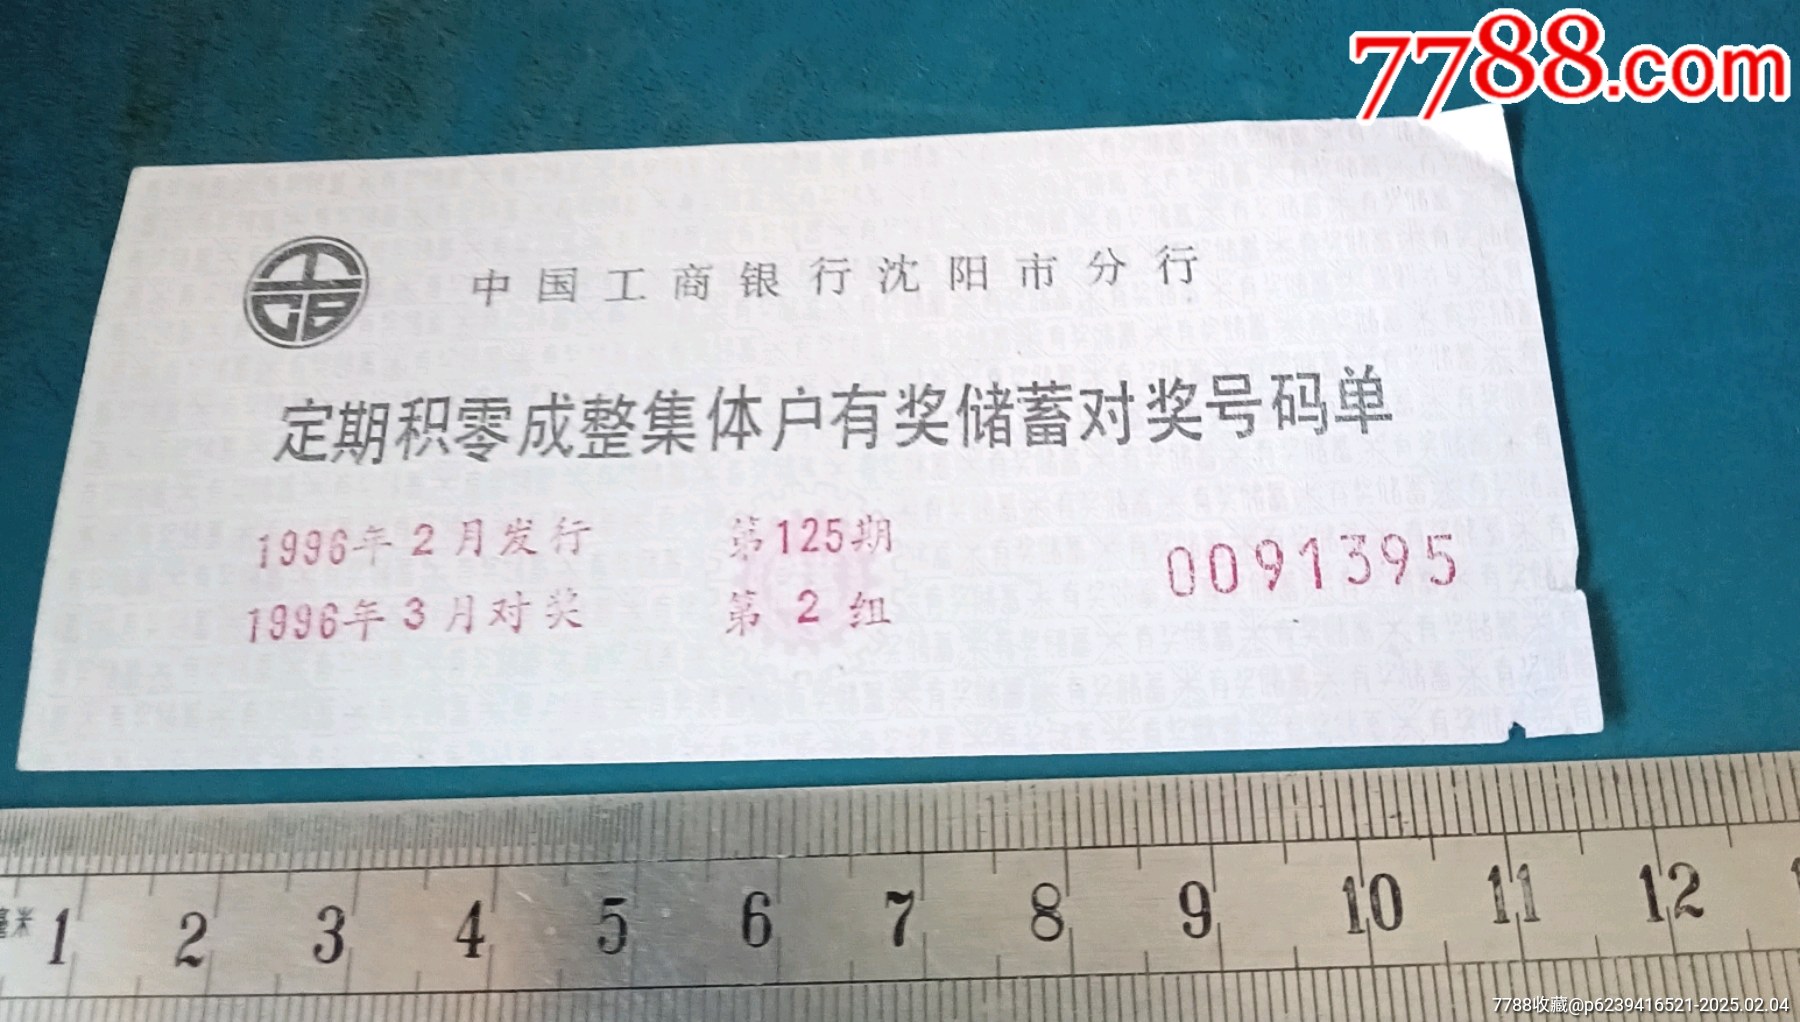 7788.com
中国工商银行沈阳市分行
定期积零成整集体户有奖储蓄对奖号码单
1996年2月发行 第125期
0091395
1996年3月对奖 第2组
1 2 3 4 5 6 7 8 9 10 11 12
7788收藏@p6239416521-2025.02.04